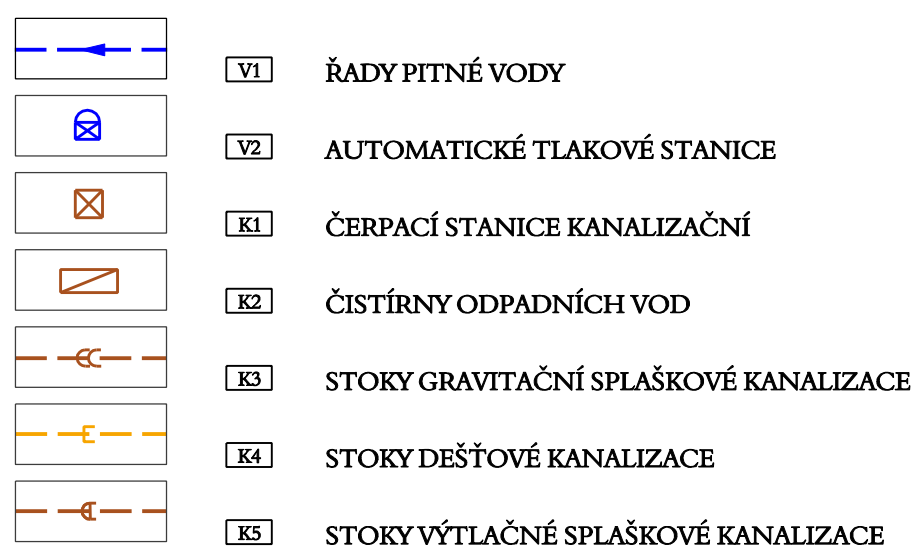 V1 ŘADY PITNÉ VODY
V2 AUTOMATICKÉ TLAKOVÉ STANICE
K1 ČERPACÍ STANICE KANALIZAČNÍ
K2 ČISTÍRNY ODPADNÍCH VOD
K3 STOKY GRAVITAČNÍ SPLAŠKOVÉ KANALIZACE
K4 STOKY DEŠŤOVÉ KANALIZACE
K5 STOKY VÝTLAČNÉ SPLAŠKOVÉ KANALIZACE